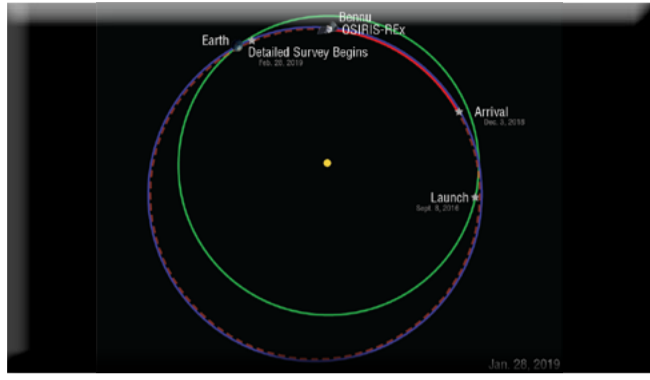 Bennu
OSIRIS-REx
Earth
Detailed Survey Begins
Feb. 28, 2019
Arrival
Dec. 3, 2018
Launch
Sept. 8, 2016
Jan. 28, 2019